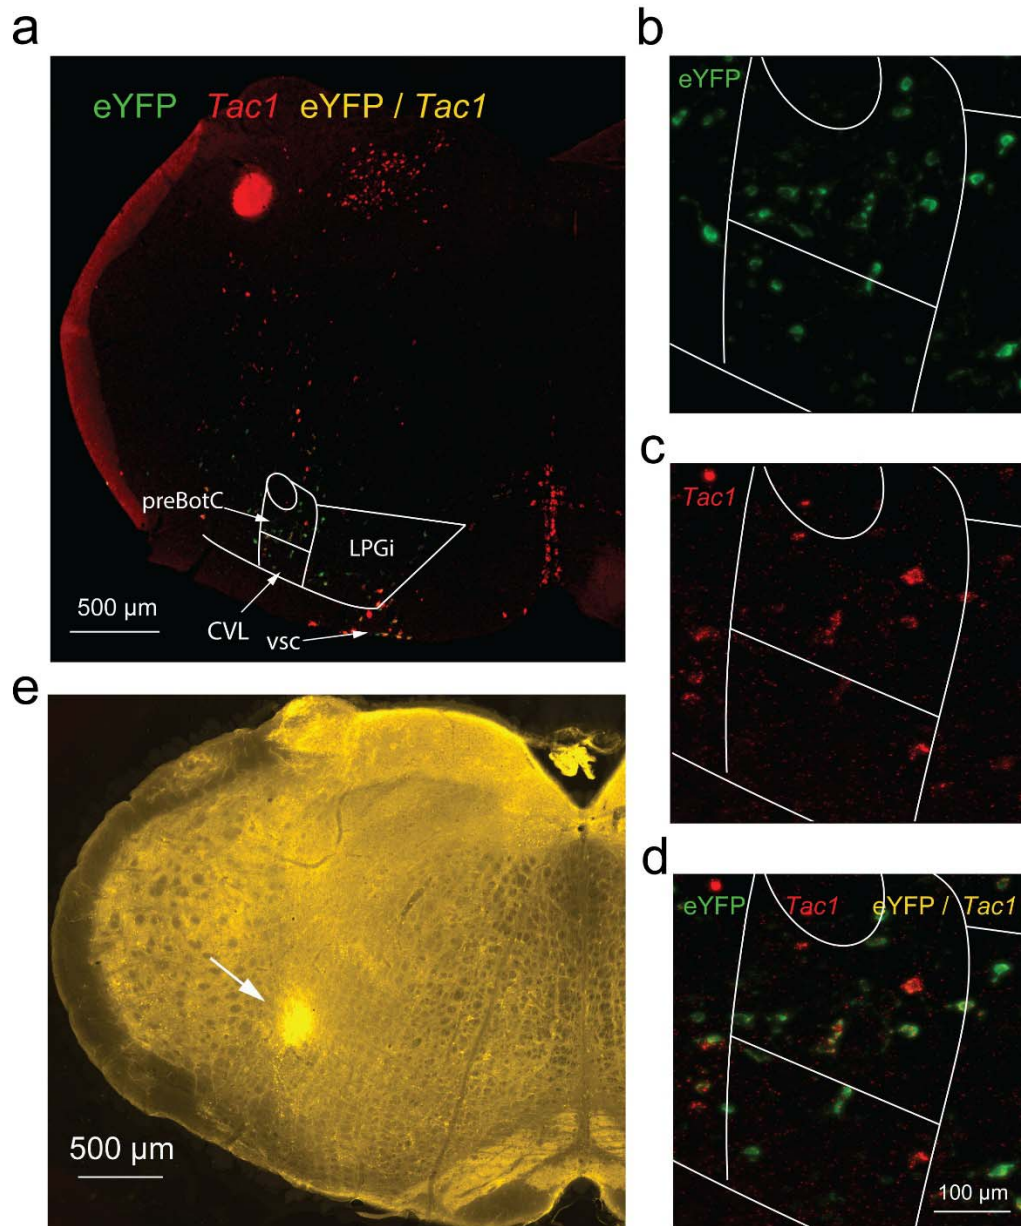 a
eYFP Tac1 eYFP / Tac1
preBotC
LPGi
500 µm
CVL
vsc
b
eYFP
c
Tac1
d
eYFP Tac1 eYFP / Tac1
100 µm
e
500 µm